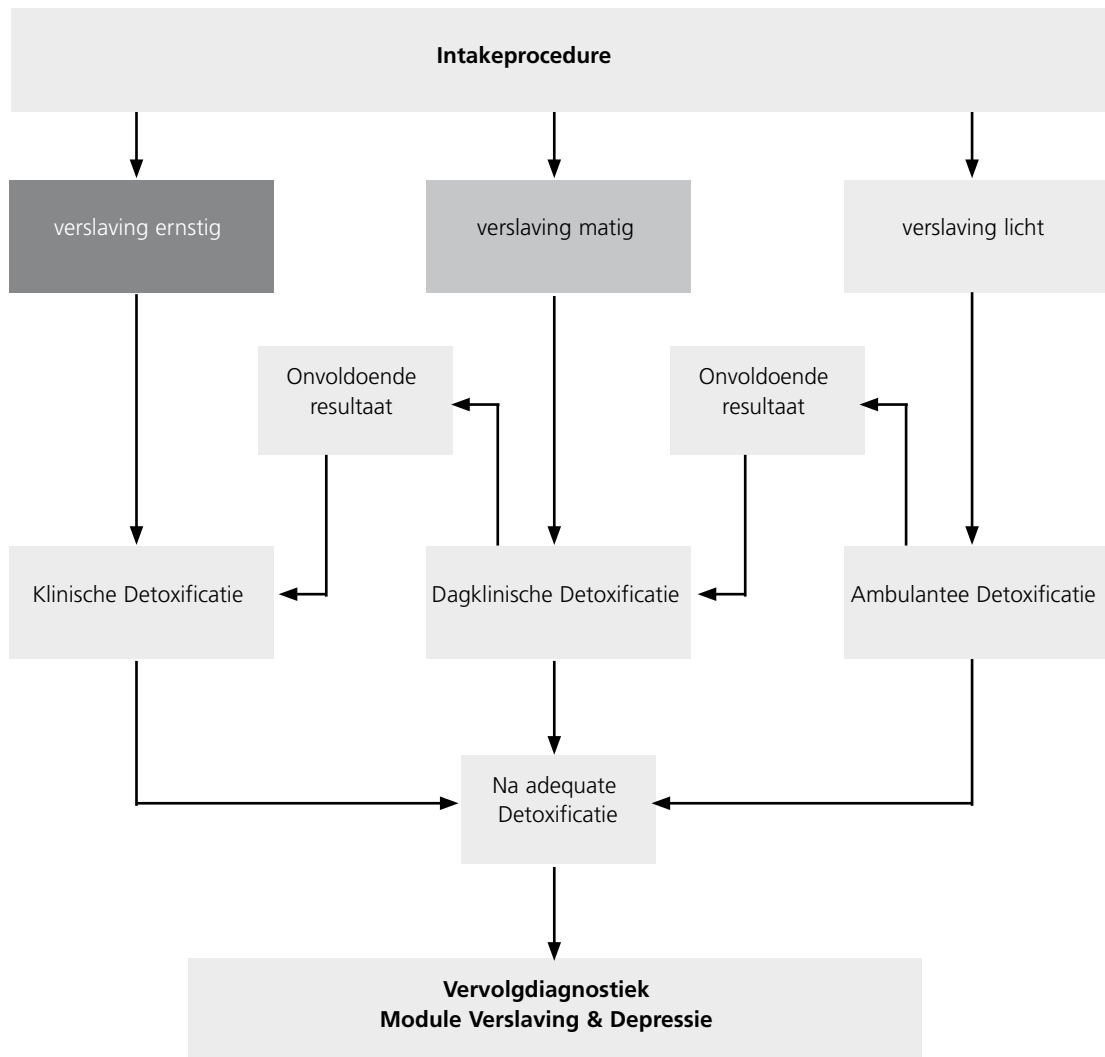 Intakeprocedure
verslaving ernstig
verslaving matig
verslaving licht
Onvoldoende
resultaat
Onvoldoende
resultaat
Klinische Detoxificatie
Dagklinische Detoxificatie
Ambulantee Detoxificatie
Na adequate
Detoxificatie
Vervolgdiagnostiek
Module Verslaving & Depressie